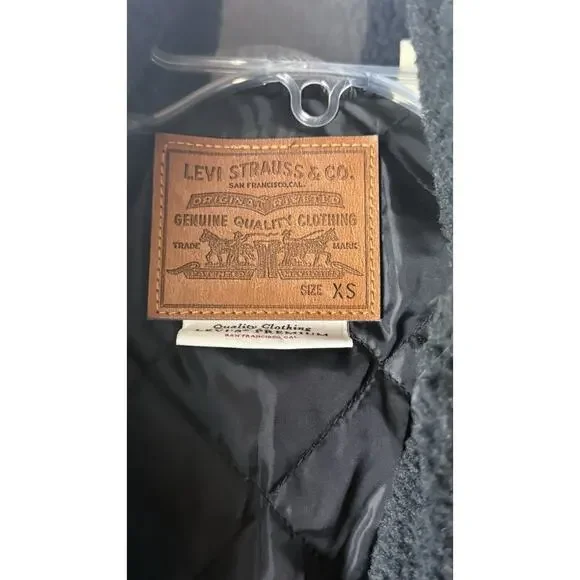 LEVI STRAUSS & CO.
SAN FRANCISCO, CAL.
ORIGINAL RIVETED
GENUINE QUALITY CLOTHING
TRADE MARK
SIZE XS
Quality Clothing
LEVI'S® PREMIUM
SAN FRANCISCO, CAL.